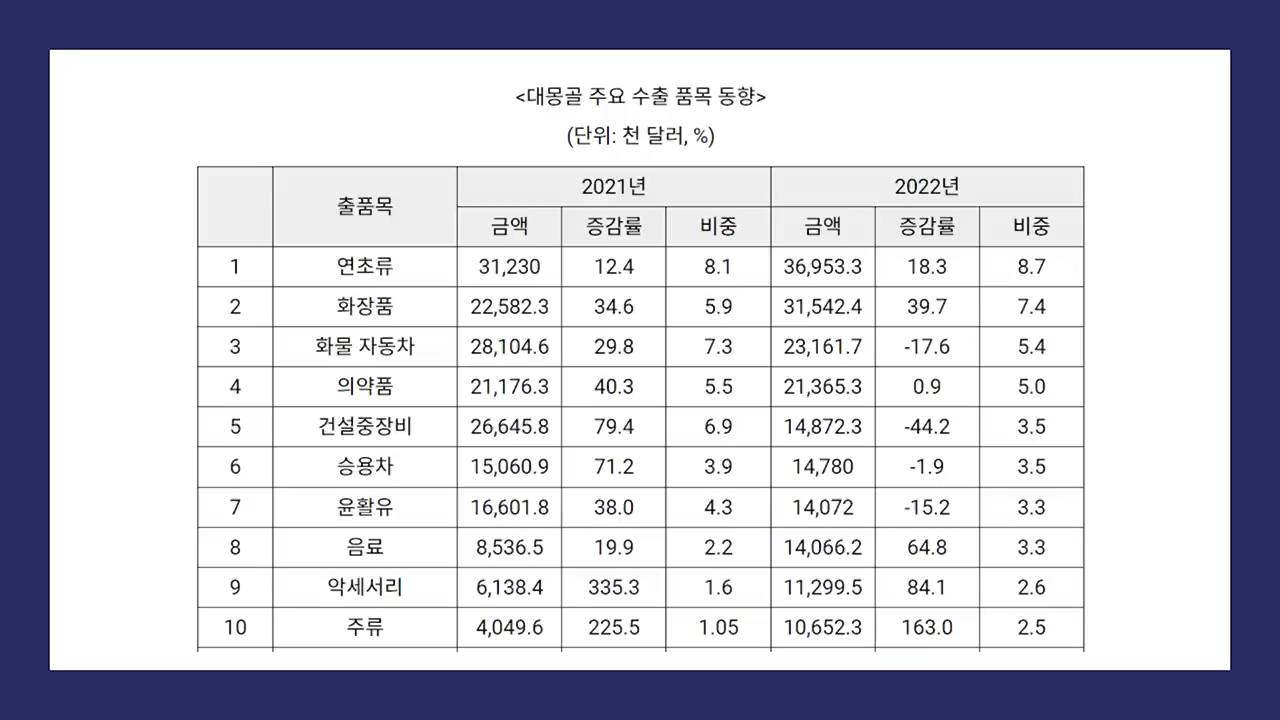 <대몽골 주요 수출 품목 동향>
(단위: 천 달러, %)
출품목 2021년 2022년
금액 증감률 비중 금액 증감률 비중
1 연초류 31,230 12.4 8.1 36,953.3 18.3 8.7
2 화장품 22,582.3 34.6 5.9 31,542.4 39.7 7.4
3 화물 자동차 28,104.6 29.8 7.3 23,161.7 -17.6 5.4
4 의약품 21,176.3 40.3 5.5 21,365.3 0.9 5.0
5 건설중장비 26,645.8 79.4 6.9 14,872.3 -44.2 3.5
6 승용차 15,060.9 71.2 3.9 14,780 -1.9 3.5
7 윤활유 16,601.8 38.0 4.3 14,072 -15.2 3.3
8 음료 8,536.5 19.9 2.2 14,066.2 64.8 3.3
9 악세서리 6,138.4 335.3 1.6 11,299.5 84.1 2.6
10 주류 4,049.6 225.5 1.05 10,652.3 163.0 2.5